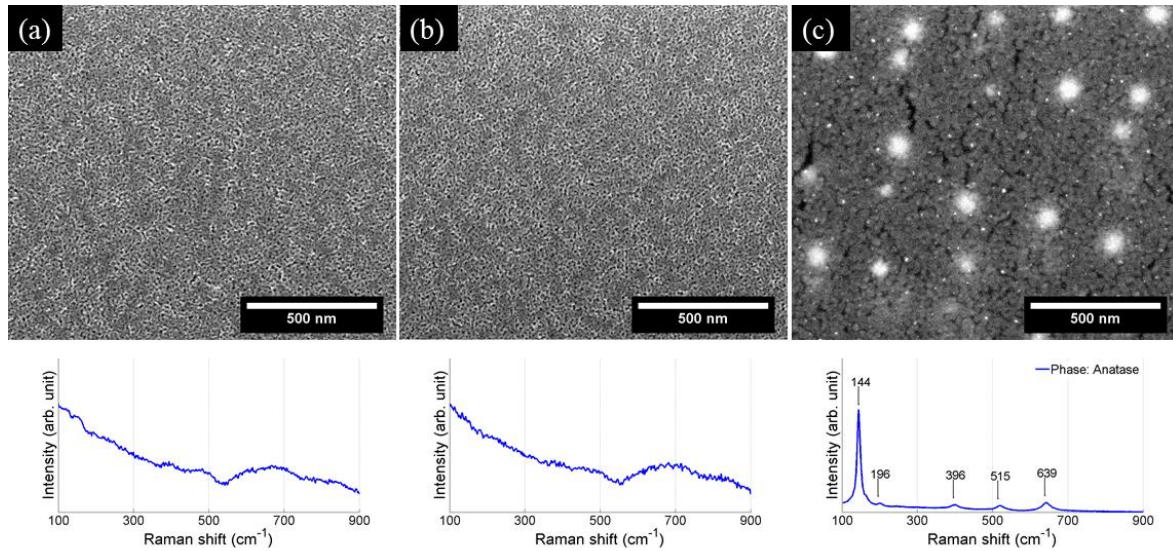 (a)
(b)
(c)
500 nm
500 nm
500 nm
Intensity (arb. unit)
100
300
500
700
900
Raman shift (cm⁻¹)
Intensity (arb. unit)
100
300
500
700
900
Raman shift (cm⁻¹)
Intensity (arb. unit)
Phase: Anatase
144
196
396
515
639
100
300
500
700
900
Raman shift (cm⁻¹)